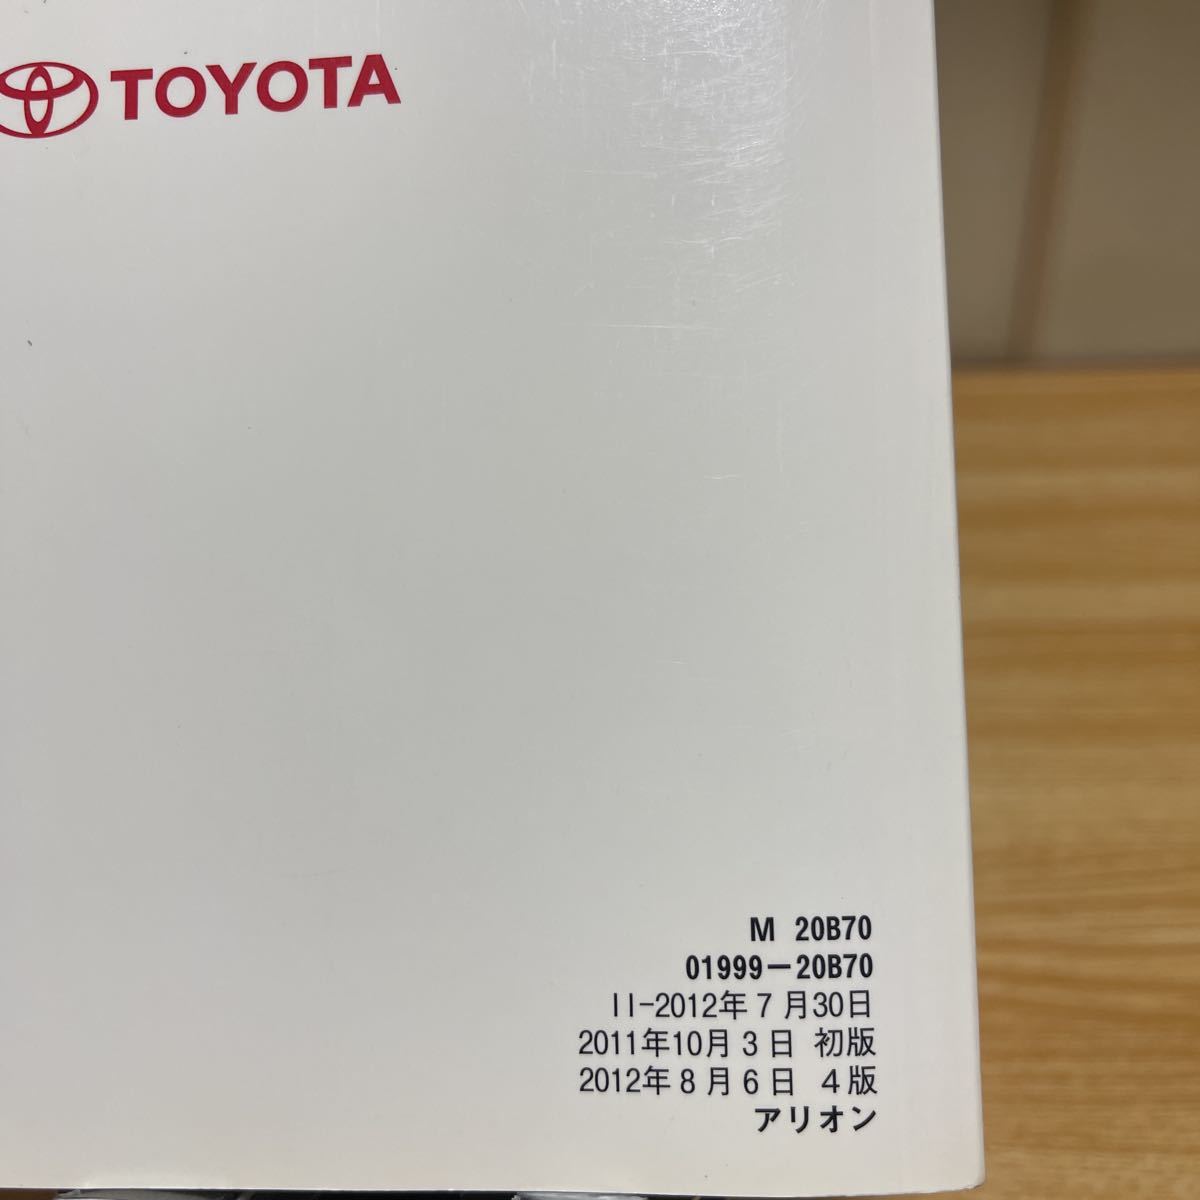 TOYOTA
M 20B70
01999-20B70
II-2012年7月30日
2011年10月3日 初版
2012年8月6日 4版
アリオン